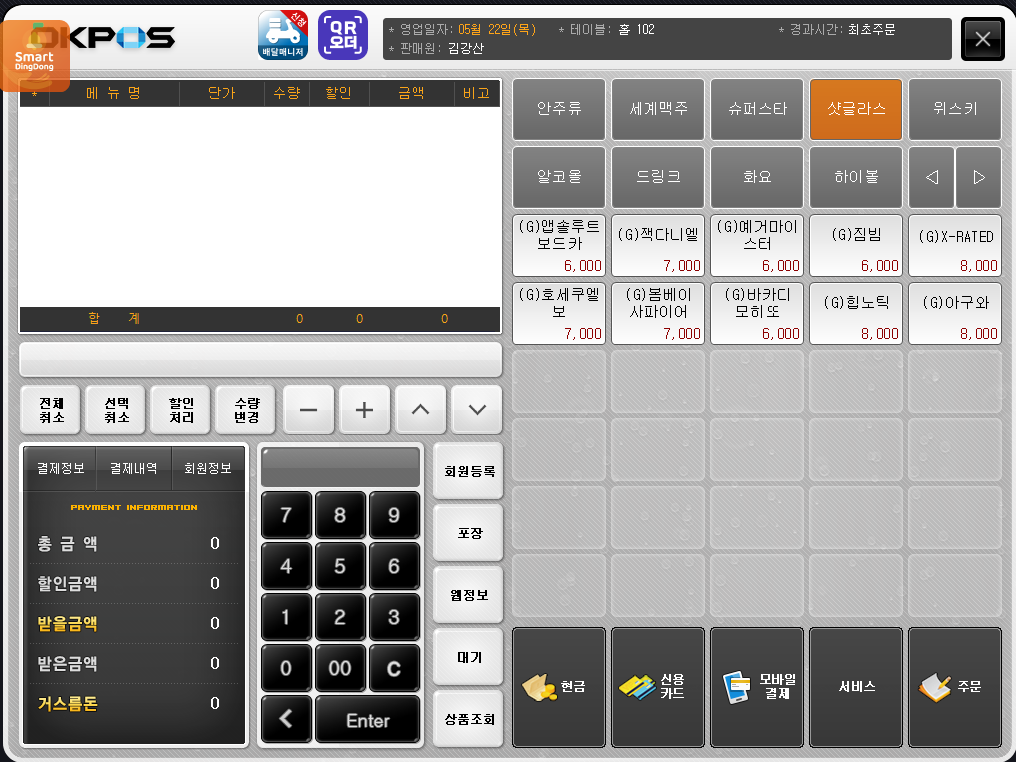 OKPOS
Smart
DingDong
신청
배달매니저
QR
오더
* 영업일자: 05월 22일(목) * 테이블: 홀 102 * 경과시간: 최초주문
* 판매원: 김강산
* 메 뉴 명 단가 수량 할인 금액 비고
합 계 0 0 0
전체
취소
선택
취소
할인
처리
수량
변경
결제정보 결제내역 회원정보
PAYMENT INFORMATION
총 금 액 0
할인금액 0
받을금액 0
받은금액 0
거스름돈 0
7 8 9
4 5 6
1 2 3
0 00 C
Enter
회원등록
포장
웹정보
대기
상품조회
안주류 세계맥주 슈퍼스타 샷글라스 위스키
알코올 드링크 화요 하이볼
(G)앱솔루트
보드카
6,000
(G)잭다니엘
7,000
(G)예거마이
스터
6,000
(G)짐빔
6,000
(G)X-RATED
8,000
(G)호세쿠엘
보
7,000
(G)봄베이
사파이어
7,000
(G)바카디
모히또
6,000
(G)힙노틱
8,000
(G)아구와
8,000
현금
신용
카드
모바일
결제
서비스
주문